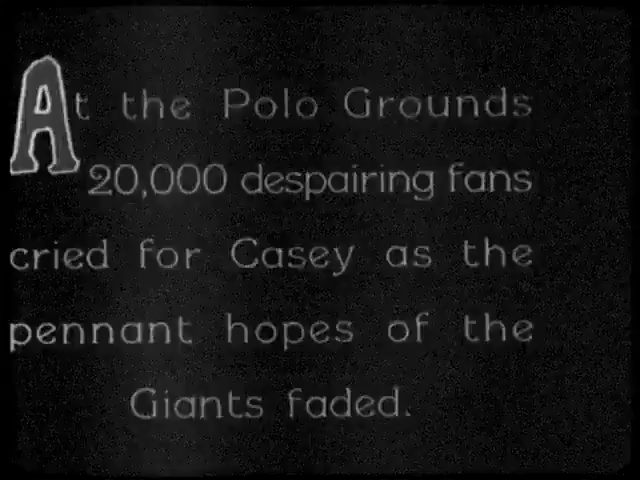 At the Polo Grounds
20,000 despairing fans
cried for Casey as the
pennant hopes of the
Giants faded.